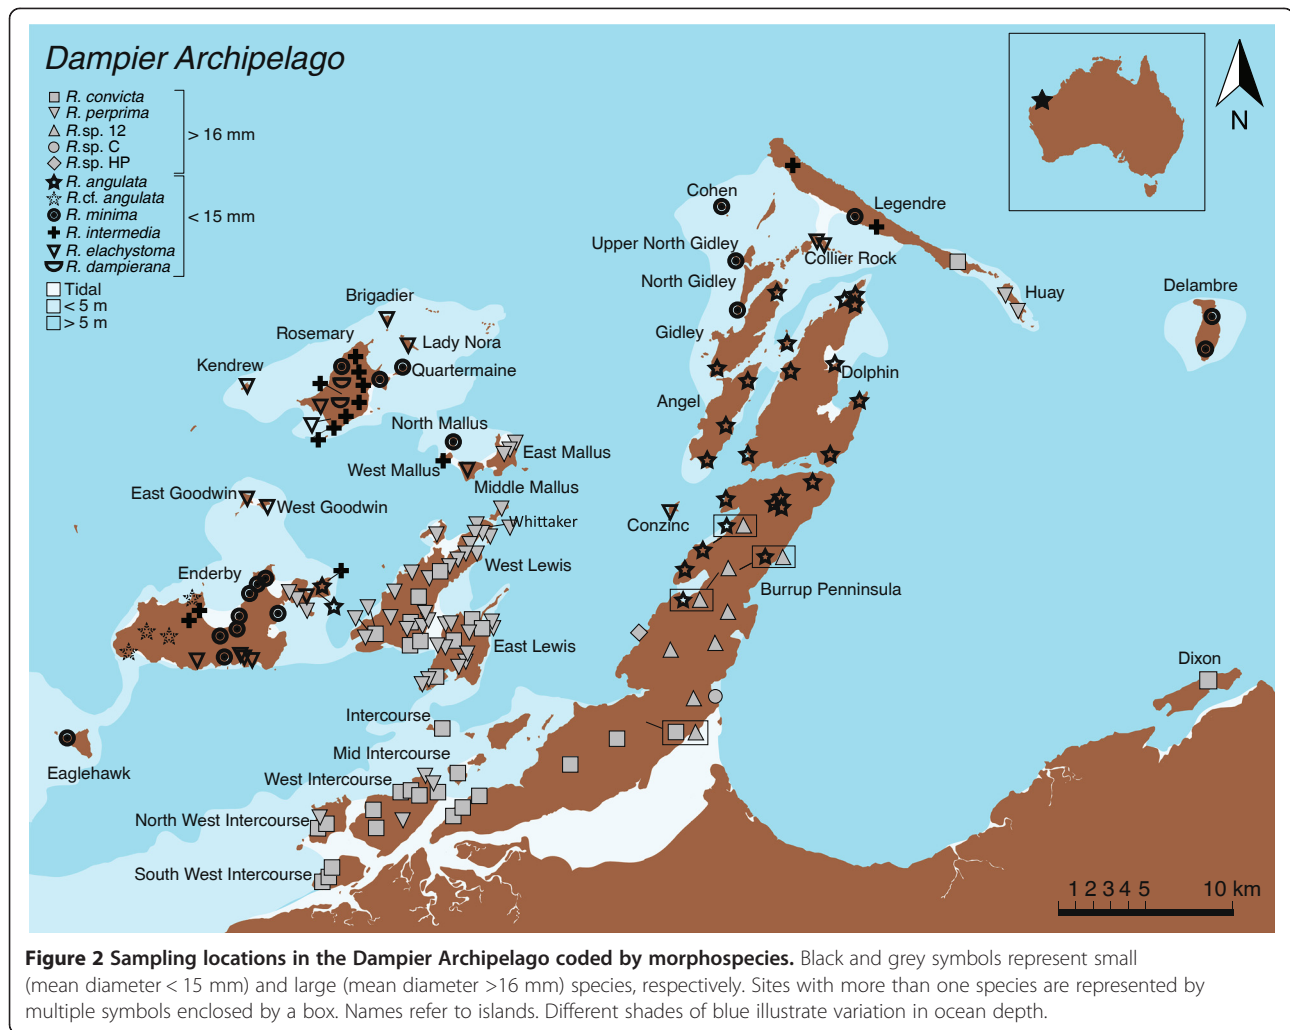 Dampier Archipelago
R. convicta
R. perprima
R.sp. 12
R.sp. C
R.sp. HP
> 16 mm
R. angulata
R.cf. angulata
R. minima
R. intermedia
R. elachystoma
R. dampierana
< 15 mm
Tidal
< 5 m
> 5 m
N
Cohen
Legendre
Upper North Gidley
Collier Rock
North Gidley
Huay
Delambre
Brigadier
Rosemary
Gidley
Lady Nora
Kendrew
Quartermaine
Dolphin
Angel
North Mallus
East Mallus
West Mallus
Middle Mallus
East Goodwin
West Goodwin
Whittaker
Conzinc
West Lewis
Enderby
Burrup Penninsula
East Lewis
Dixon
Intercourse
Mid Intercourse
Eaglehawk
West Intercourse
North West Intercourse
South West Intercourse
1 2 3 4 5 10 km
Figure 2 Sampling locations in the Dampier Archipelago coded by morphospecies. Black and grey symbols represent small
(mean diameter < 15 mm) and large (mean diameter >16 mm) species, respectively. Sites with more than one species are represented by
multiple symbols enclosed by a box. Names refer to islands. Different shades of blue illustrate variation in ocean depth.